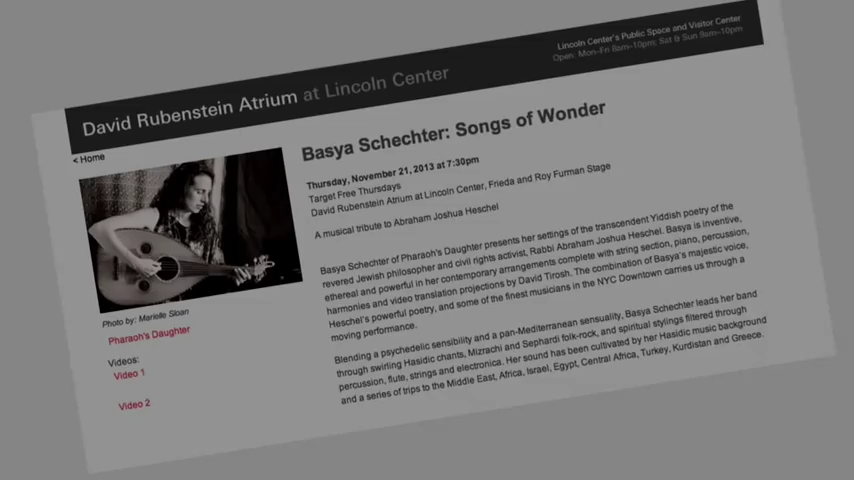 Lincoln Center's Public Space and Visitor Center
Open: Mon–Fri 8am–10pm; Sat & Sun 9am–10pm
David Rubenstein Atrium at Lincoln Center
< Home
Basya Schechter: Songs of Wonder
Thursday, November 21, 2013 at 7:30pm
Target Free Thursdays
David Rubenstein Atrium at Lincoln Center, Frieda and Roy Furman Stage
A musical tribute to Abraham Joshua Heschel
Basya Schechter of Pharaoh's Daughter presents her settings of the transcendent Yiddish poetry of the
revered Jewish philosopher and civil rights activist, Rabbi Abraham Joshua Heschel. Basya is inventive,
ethereal and powerful in her contemporary arrangements complete with string section, piano, percussion,
harmonies and video translation projections by David Tirosh. The combination of Basya's majestic voice,
Heschel's powerful poetry, and some of the finest musicians in the NYC Downtown carries us through a
moving performance.
Blending a psychedelic sensibility and a pan-Mediterranean sensuality, Basya Schechter leads her band
through swirling Hasidic chants, Mizrachi and Sephardi folk-rock, and spiritual stylings filtered through
percussion, flute, strings and electronica. Her sound has been cultivated by her Hasidic music background
and a series of trips to the Middle East, Africa, Israel, Egypt, Central Africa, Turkey, Kurdistan and Greece.
Photo by: Marielle Sloan
Pharaoh's Daughter
Videos:
Video 1
Video 2